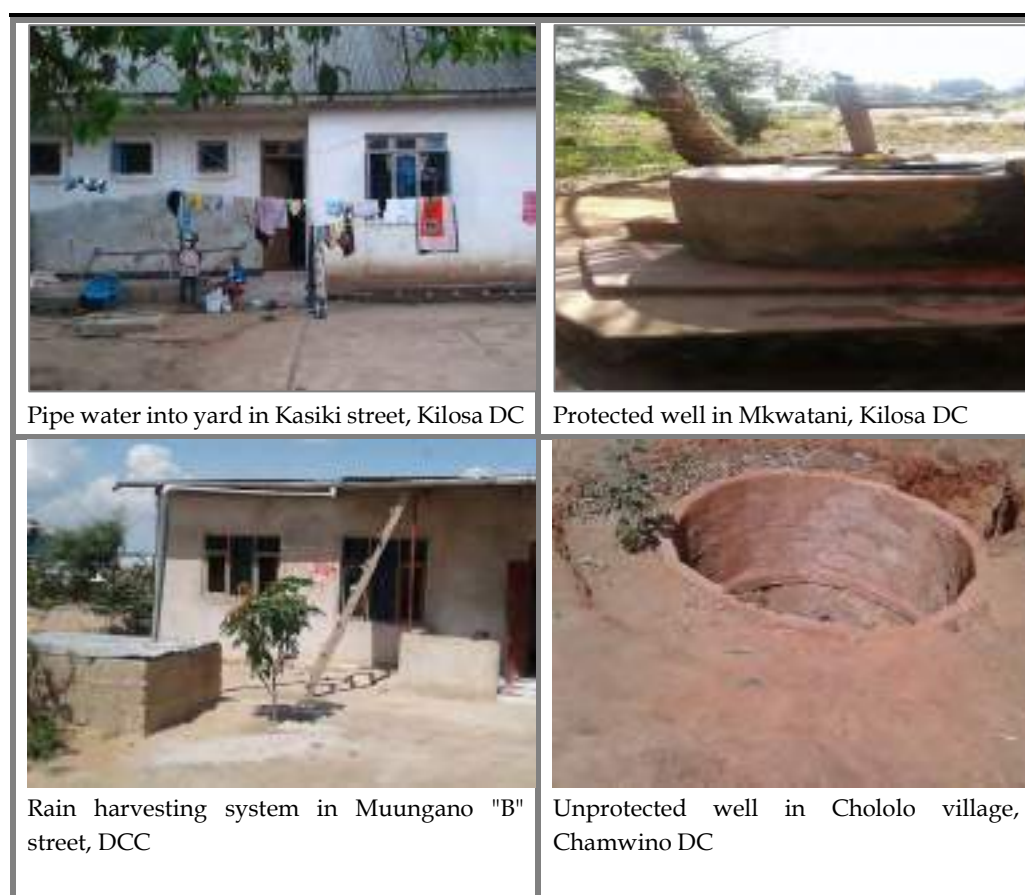 Pipe water into yard in Kasiki street, Kilosa DC
Protected well in Mkwatani, Kilosa DC
Rain harvesting system in Muungano "B"
street, DCC
Unprotected well in Chololo village,
Chamwino DC